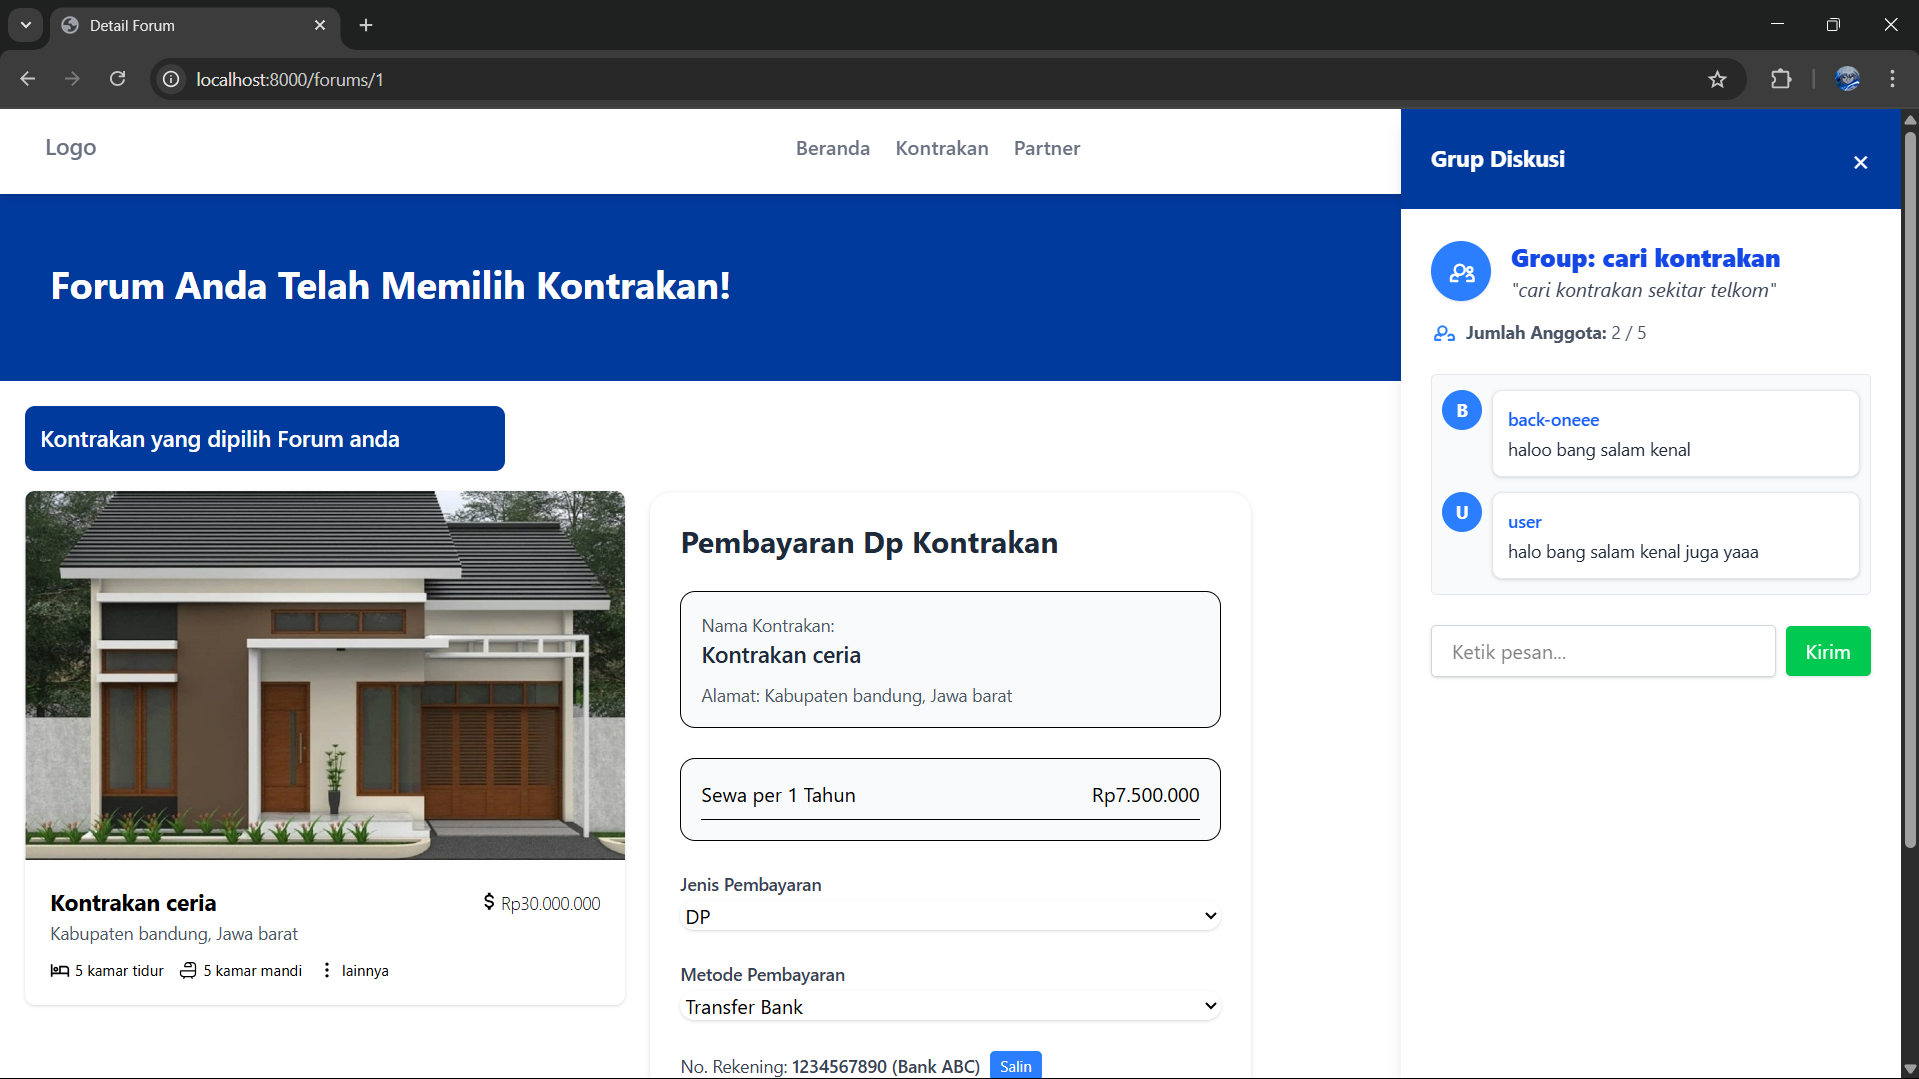 Detail Forum
localhost:8000/forums/1
Logo
Beranda
Kontrakan
Partner
Forum Anda Telah Memilih Kontrakan!
Kontrakan yang dipilih Forum anda
Kontrakan ceria
Rp30.000.000
Kabupaten bandung, Jawa barat
5 kamar tidur
5 kamar mandi
lainnya
Pembayaran Dp Kontrakan
Nama Kontrakan:
Kontrakan ceria
Alamat: Kabupaten bandung, Jawa barat
Sewa per 1 Tahun
Rp7.500.000
Jenis Pembayaran
DP
Metode Pembayaran
Transfer Bank
No. Rekening: 1234567890 (Bank ABC)
Salin
Grup Diskusi
Group: cari kontrakan
"cari kontrakan sekitar telkom"
Jumlah Anggota: 2 / 5
B
back-oneee
haloo bang salam kenal
U
user
halo bang salam kenal juga yaaa
Ketik pesan...
Kirim